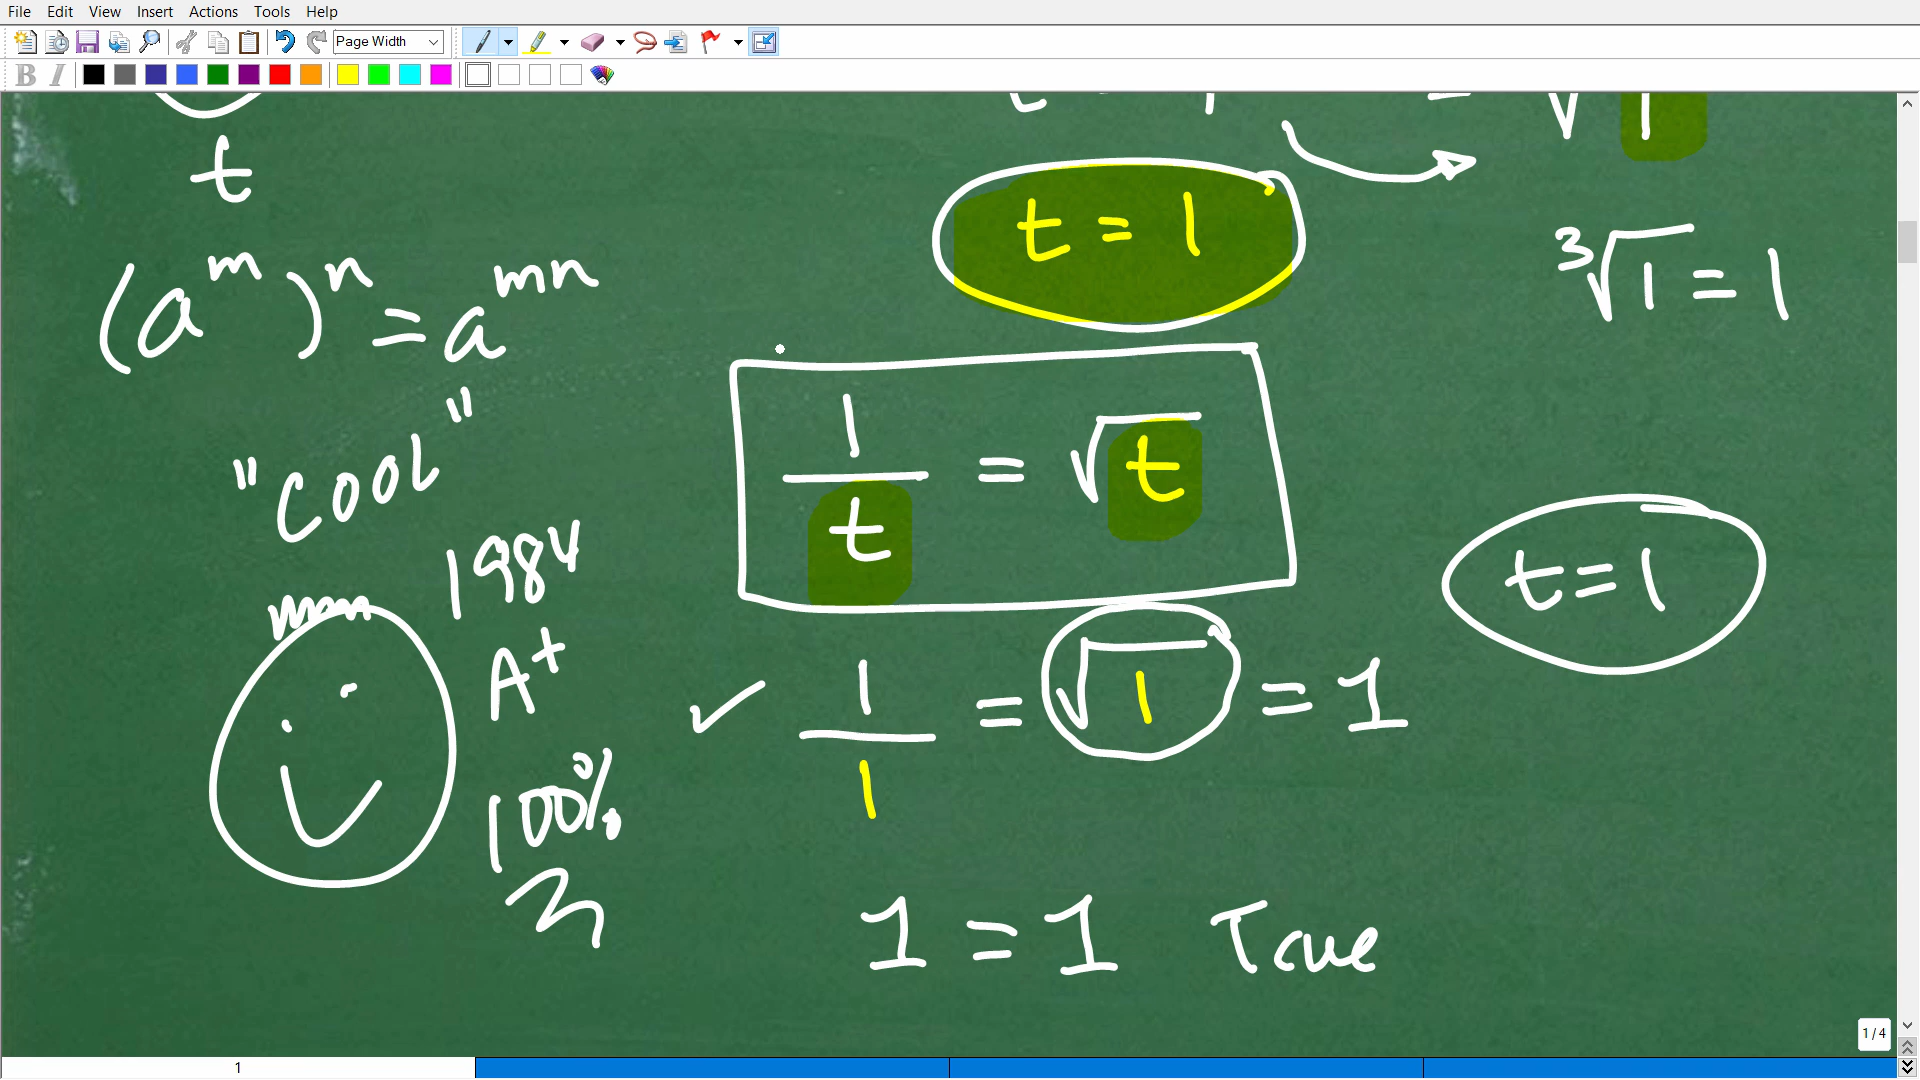 File Edit View Insert Actions Tools Help
Page Width
B I
t
t = 1
∛1 = 1
(a^m)^n = a^mn
1/t = √t
"COOL"
1984
t = 1
A+
✓ 1/1 = √1 = 1
100%
1 = 1 True
1 / 4
1